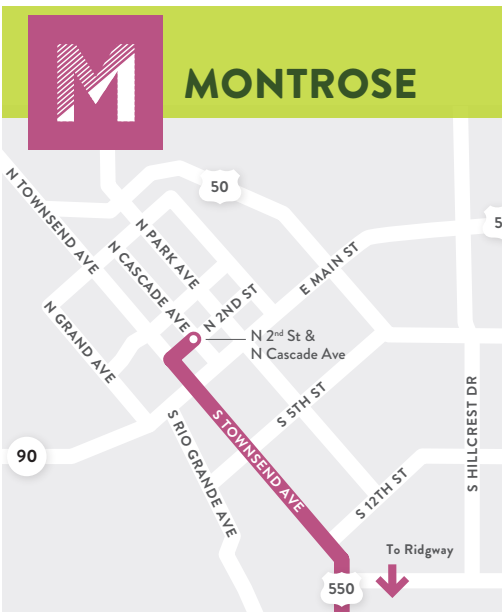 M
MONTROSE
50
N TOWNSEND AVE
N PARK AVE
N CASCADE AVE
N 2ND ST
E MAIN ST
N 2nd St &
N Cascade Ave
N GRAND AVE
S 5TH ST
S TOWNSEND AVE
S RIO GRANDE AVE
S HILLCREST DR
90
S 12TH ST
To Ridgway
550